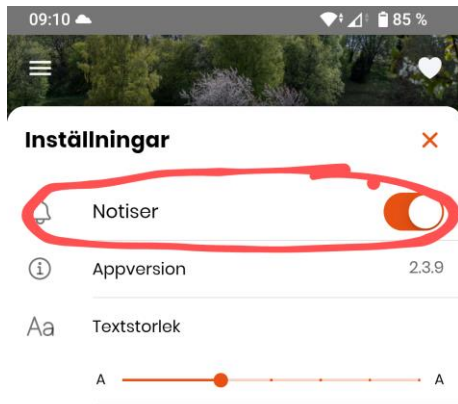 09:10 85 %
Inställningar
Notiser
Appversion 2.3.9
Aa Textstorlek
A A